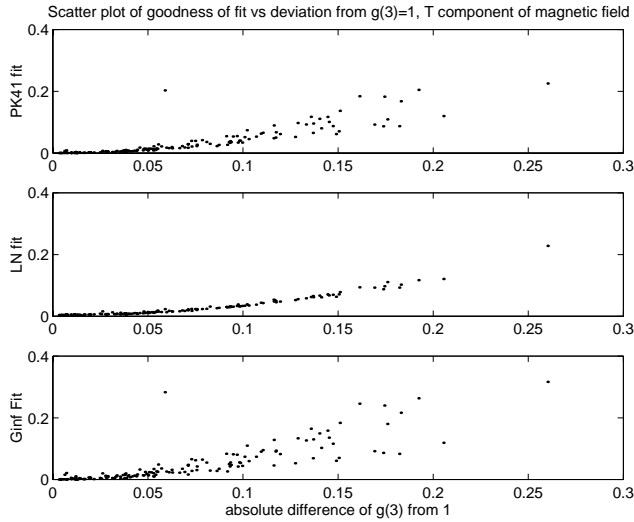 Scatter plot of goodness of fit vs deviation from g(3)=1, T component of magnetic field
0.4
0.2
0
PK41 fit
0 0.05 0.1 0.15 0.2 0.25 0.3
0.4
0.2
0
LN fit
0 0.05 0.1 0.15 0.2 0.25 0.3
0.4
0.2
0
Ginf Fit
0 0.05 0.1 0.15 0.2 0.25 0.3
absolute difference of g(3) from 1